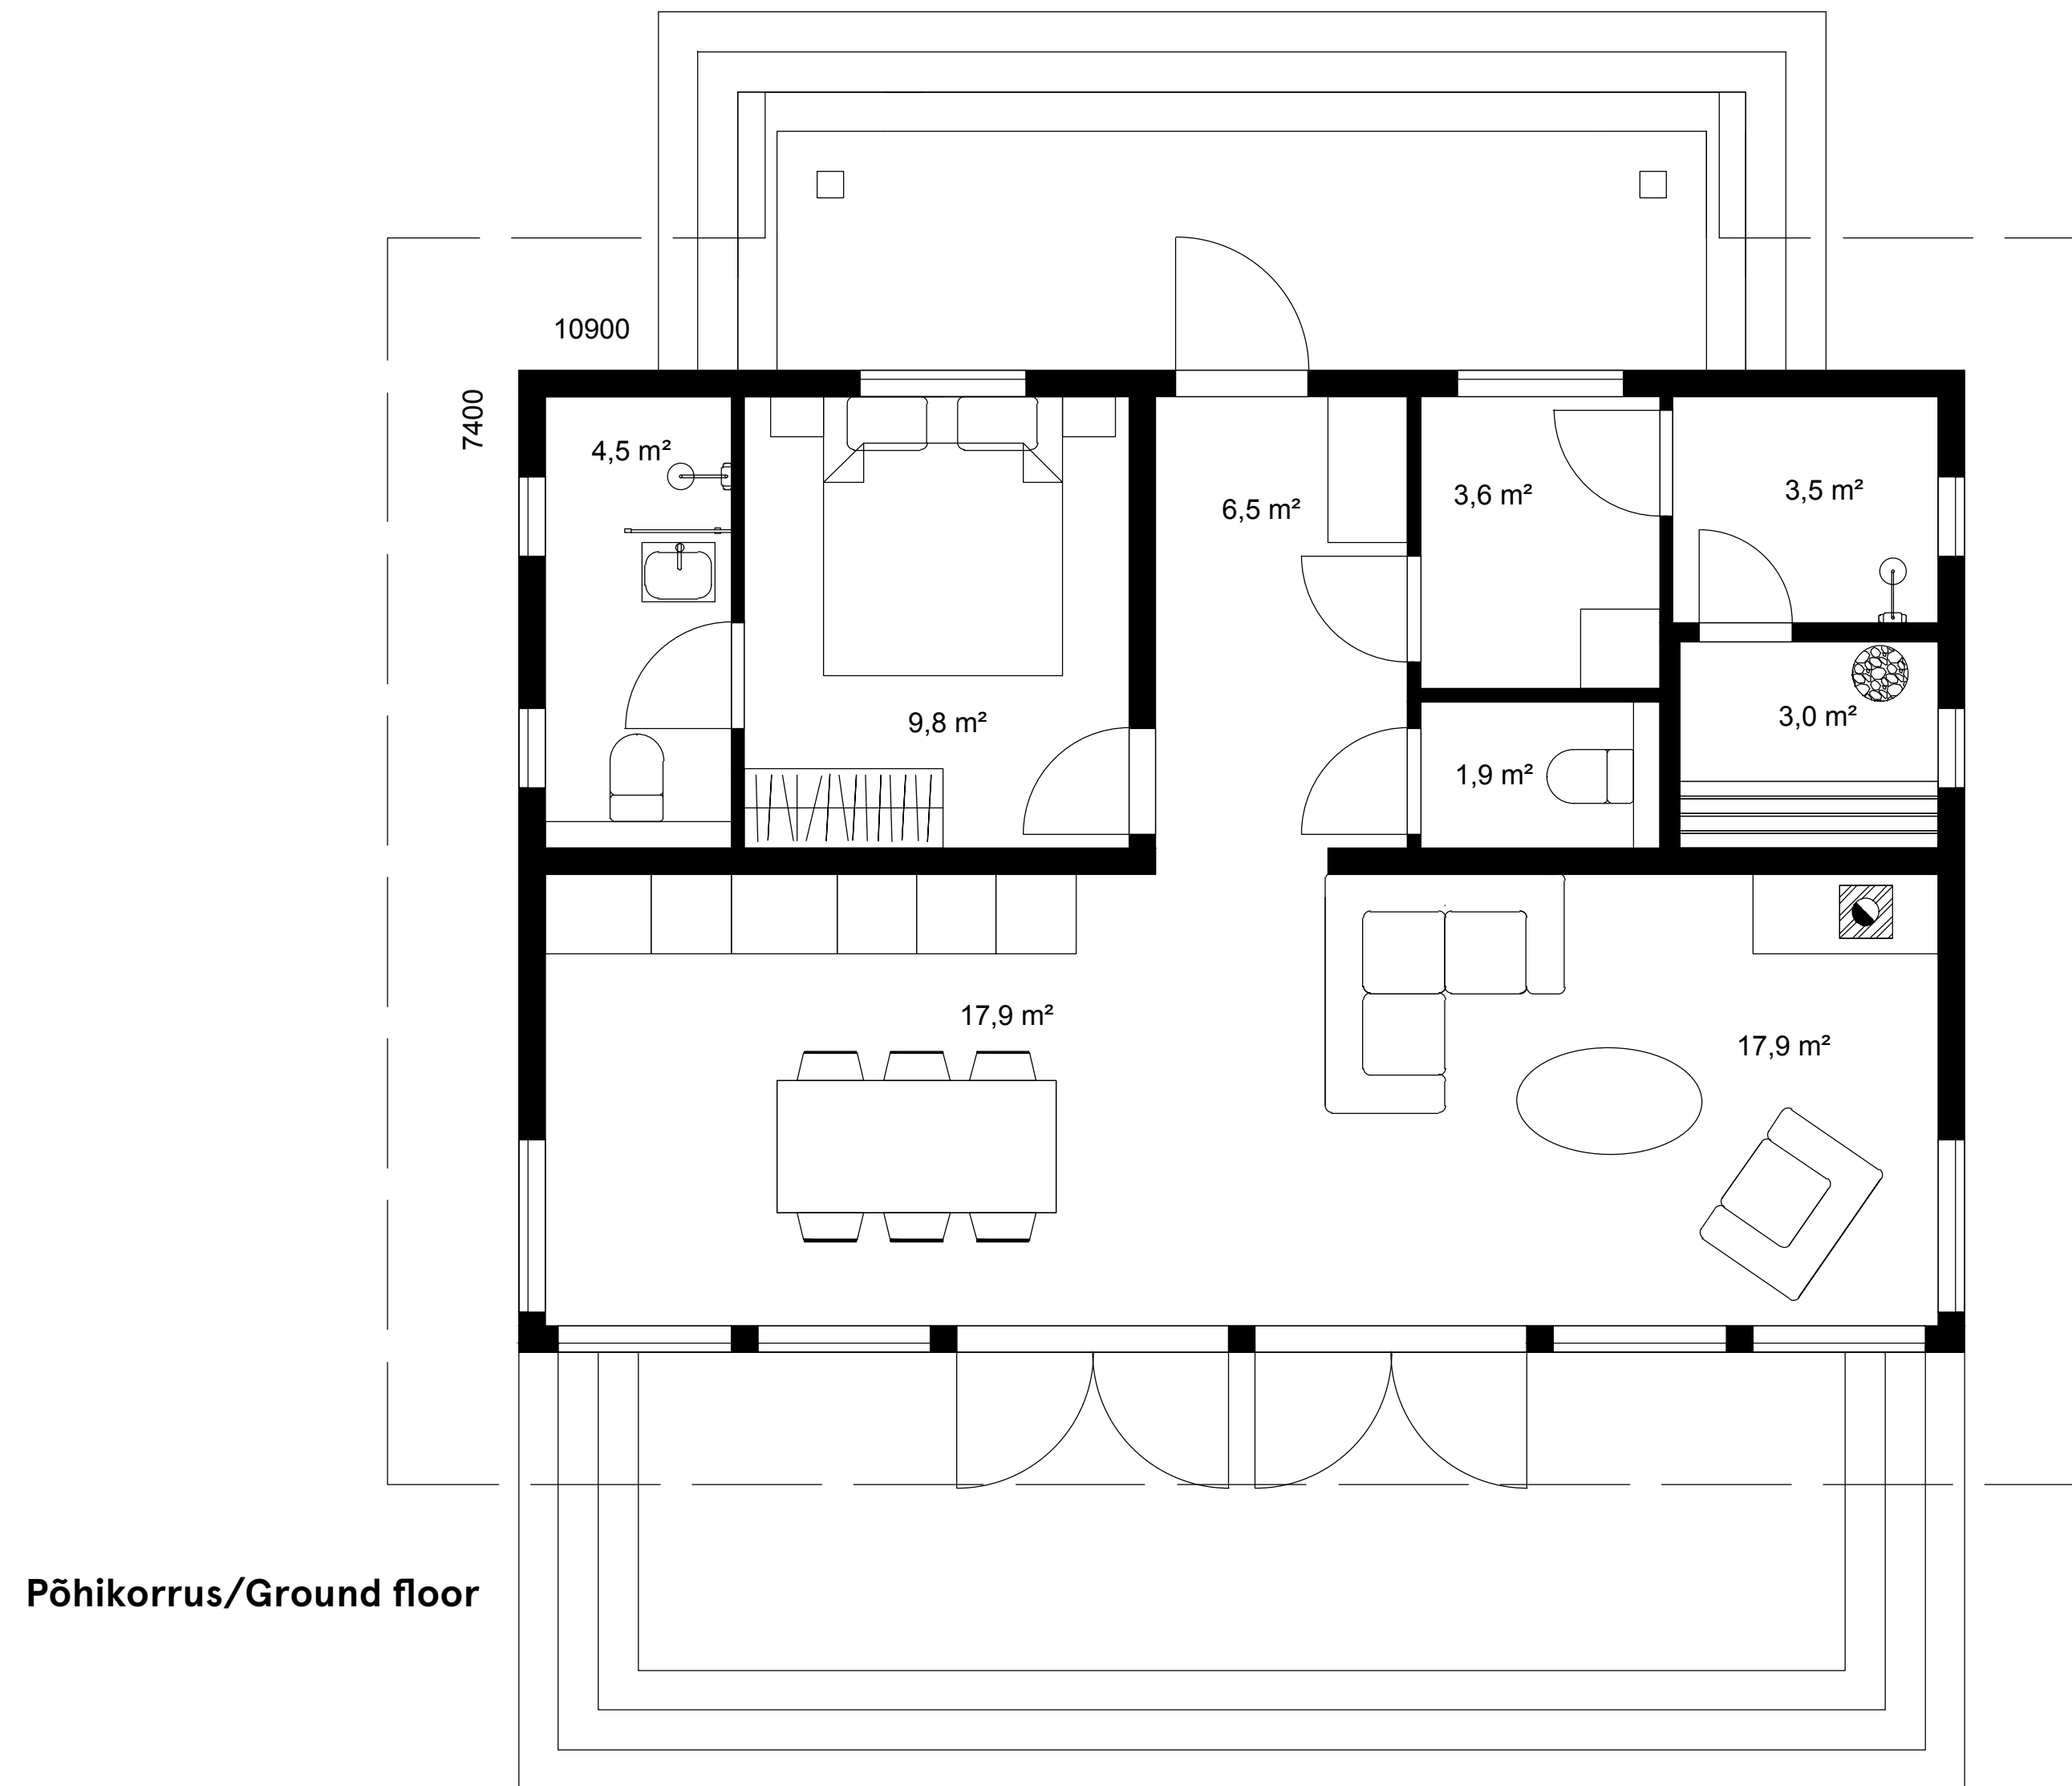 10900
7400
4,5 m²
9,8 m²
6,5 m²
3,6 m²
3,5 m²
3,0 m²
1,9 m²
17,9 m²
17,9 m²
Põhikorrus/Ground floor